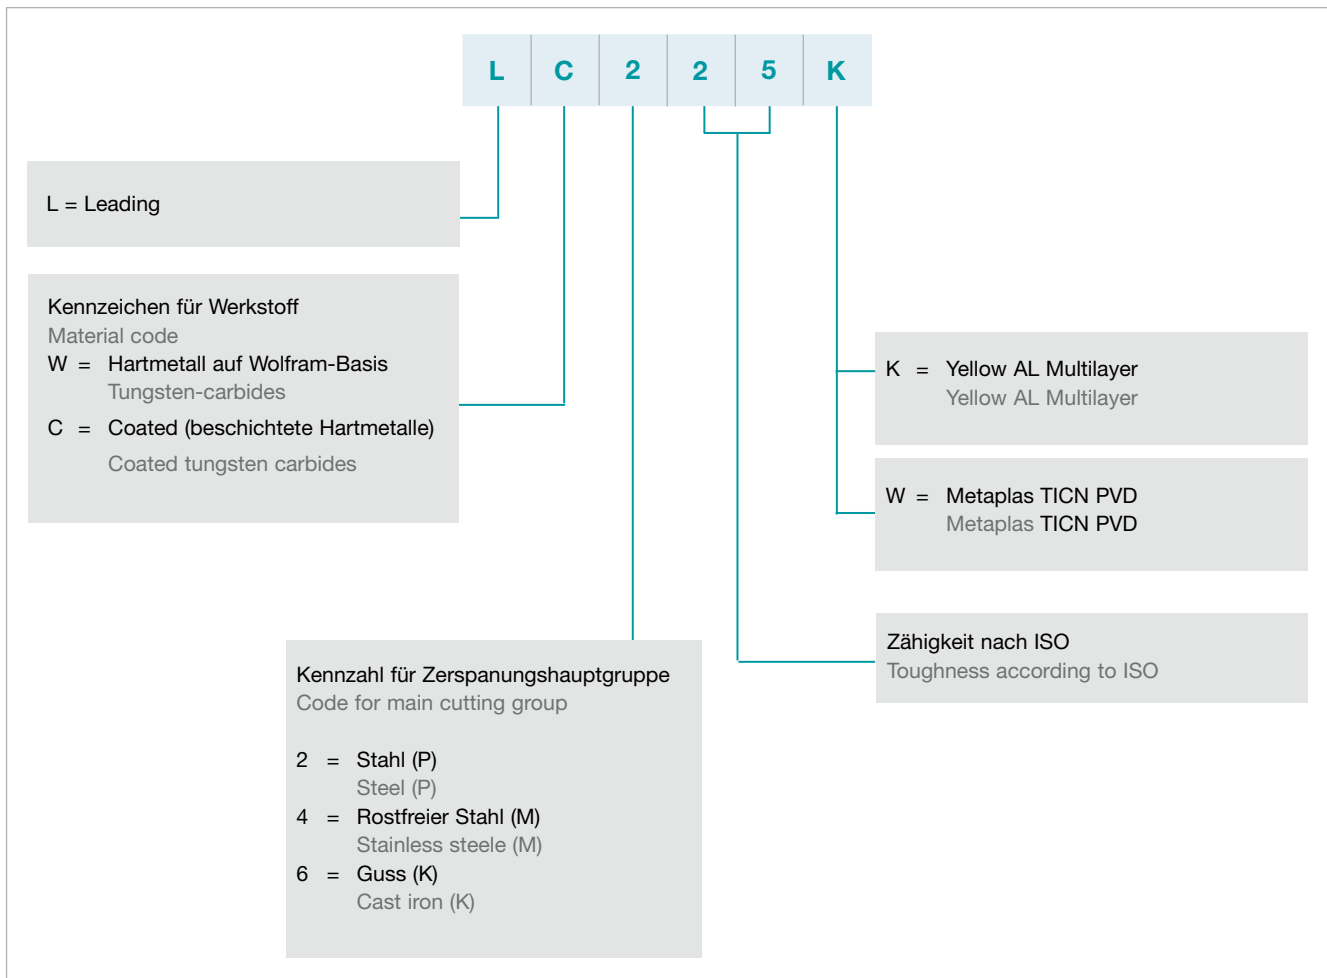 L C 2 2 5 K
L = Leading
Kennzeichen für Werkstoff
Material code
W = Hartmetall auf Wolfram-Basis
Tungsten-carbides
C = Coated (beschichtete Hartmetalle)
Coated tungsten carbides
K = Yellow AL Multilayer
Yellow AL Multilayer
W = Metaplas TICN PVD
Metaplas TICN PVD
Zähigkeit nach ISO
Toughness according to ISO
Kennzahl für Zerspanungshauptgruppe
Code for main cutting group
2 = Stahl (P)
Steel (P)
4 = Rostfreier Stahl (M)
Stainless steele (M)
6 = Guss (K)
Cast iron (K)